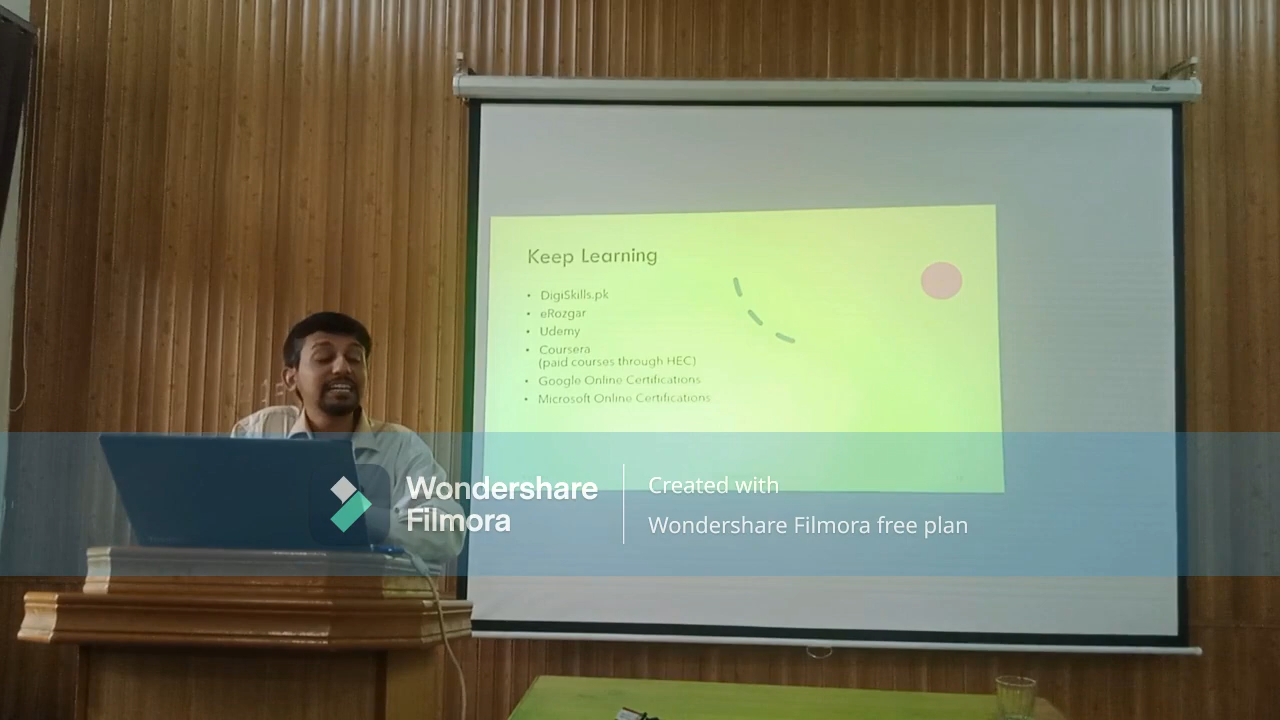 Keep Learning
• DigiSkills.pk
• eRozgar
• Udemy
• Coursera
(paid courses through HEC)
• Google Online Certifications
• Microsoft Online Certifications
Wondershare
Filmora
Created with
Wondershare Filmora free plan